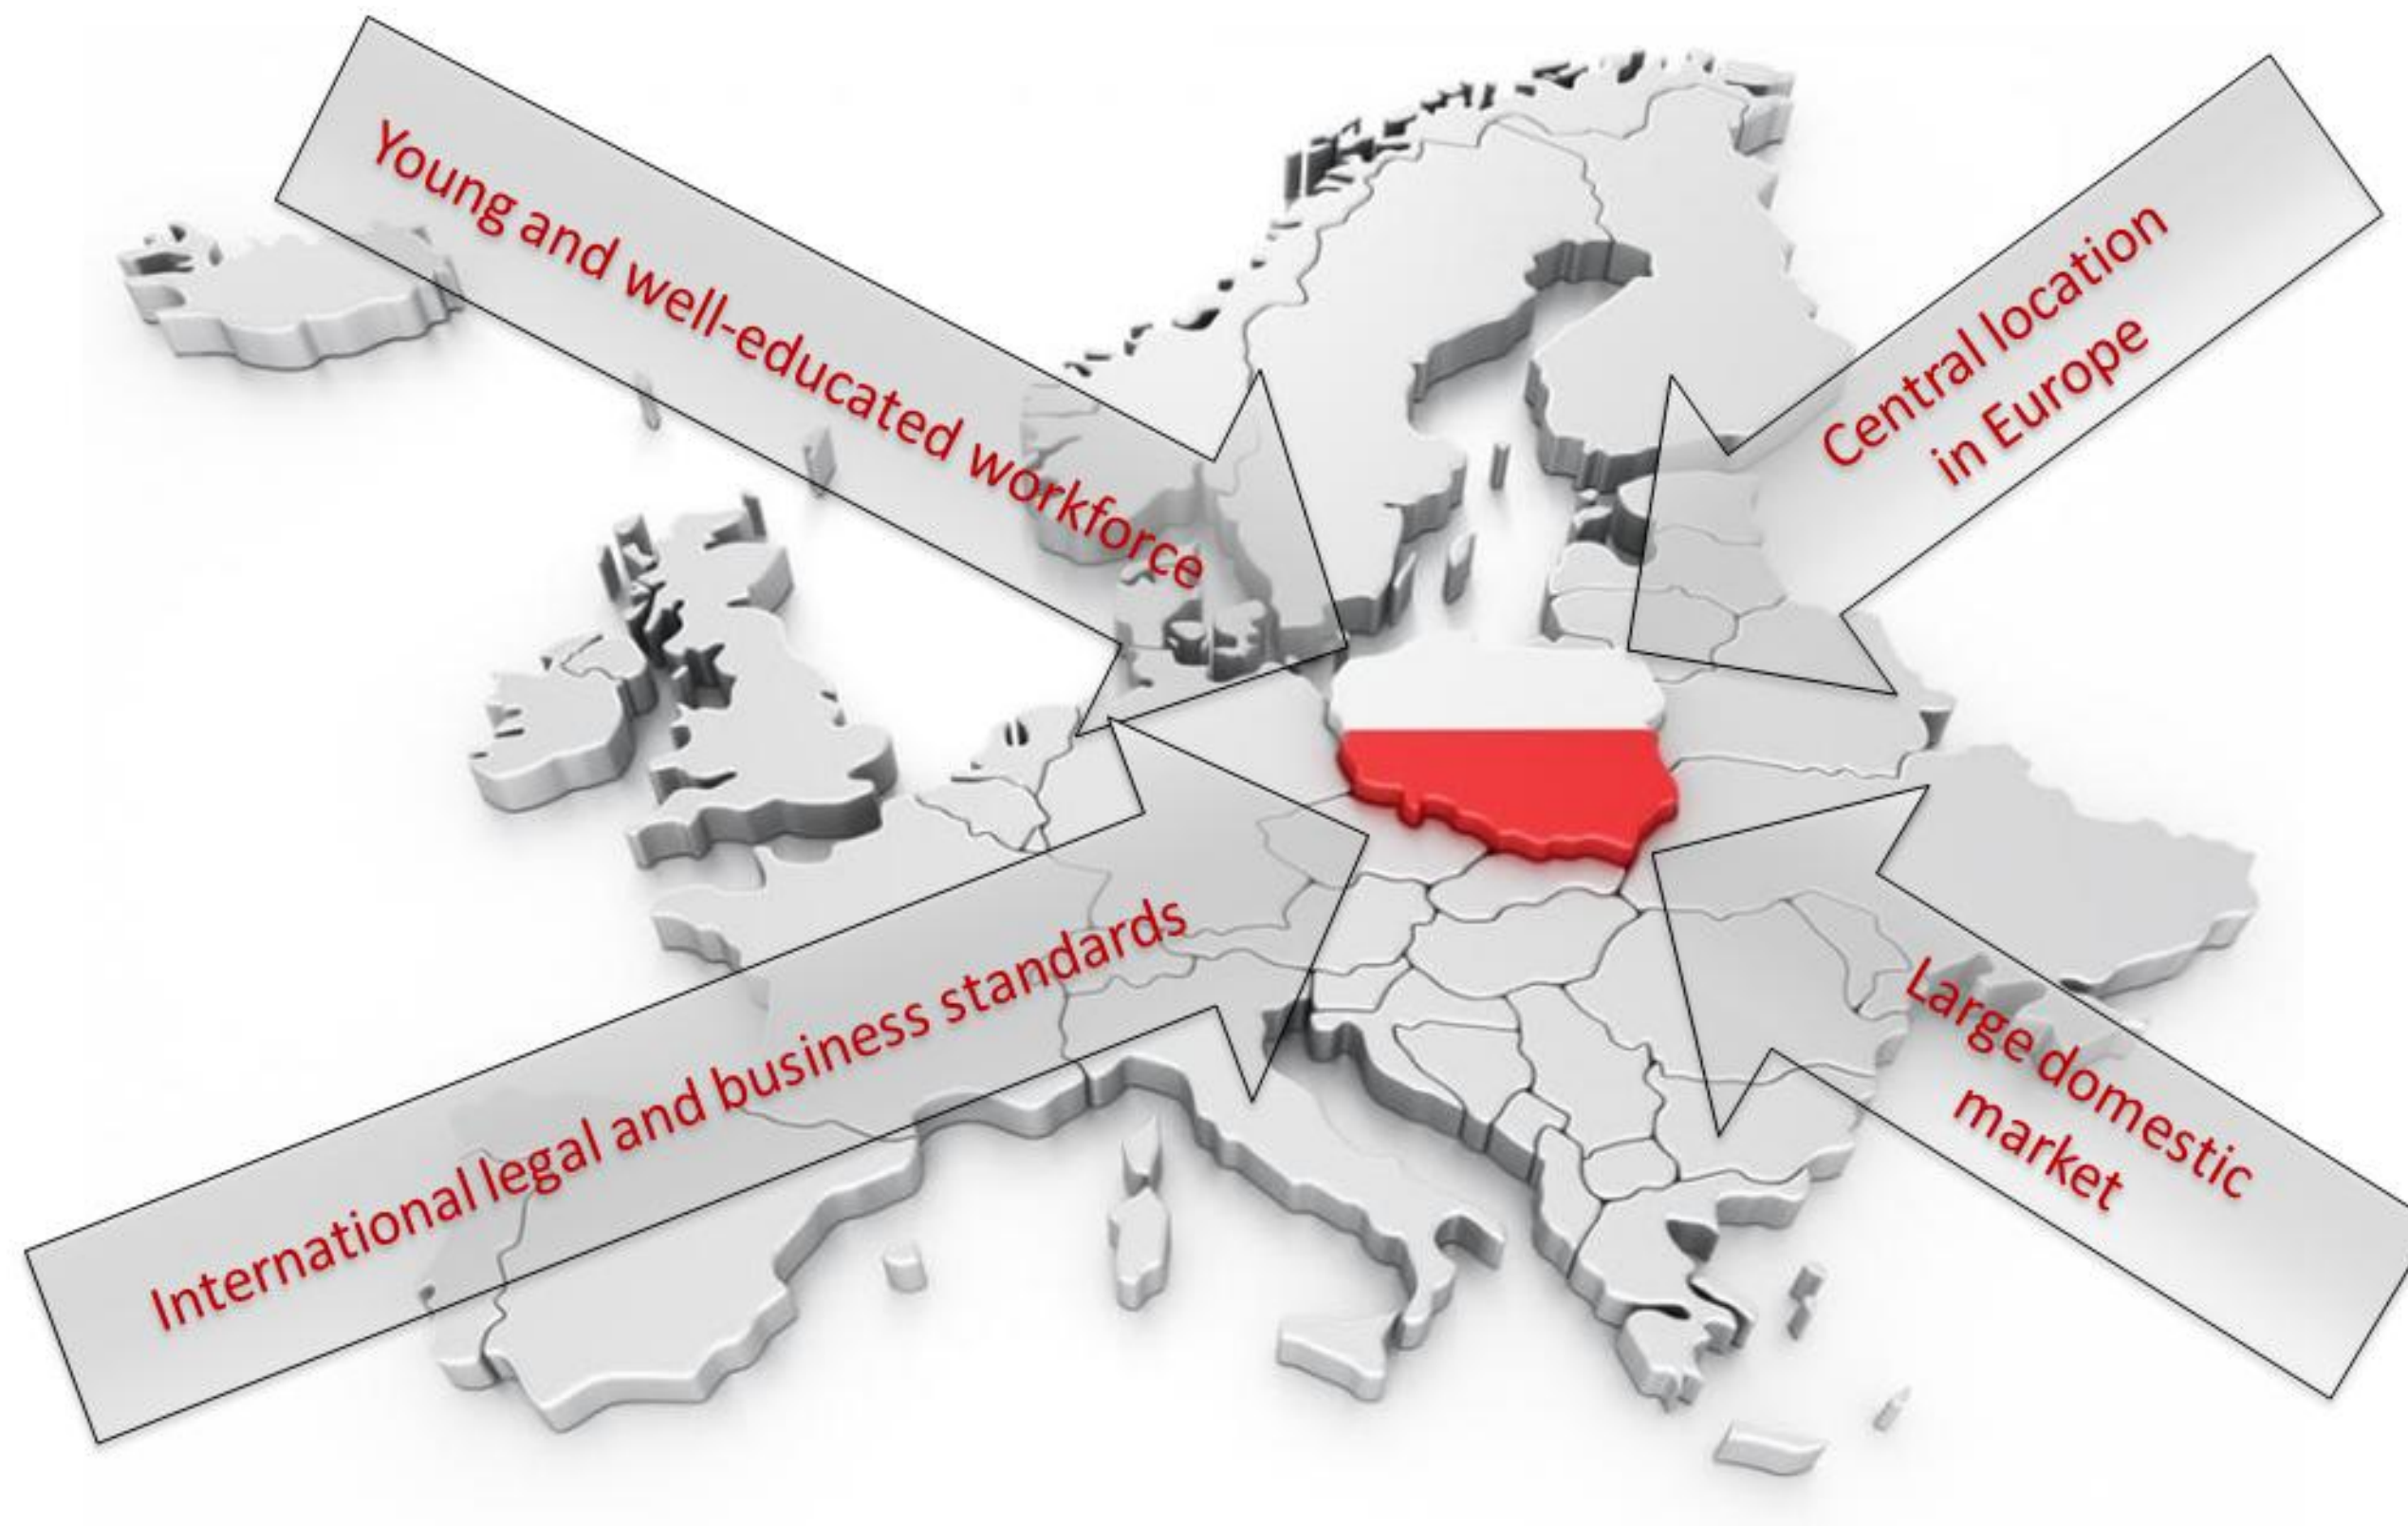 Young and well-educated workforce
Central location
in Europe
International legal and business standards
Large domestic
market